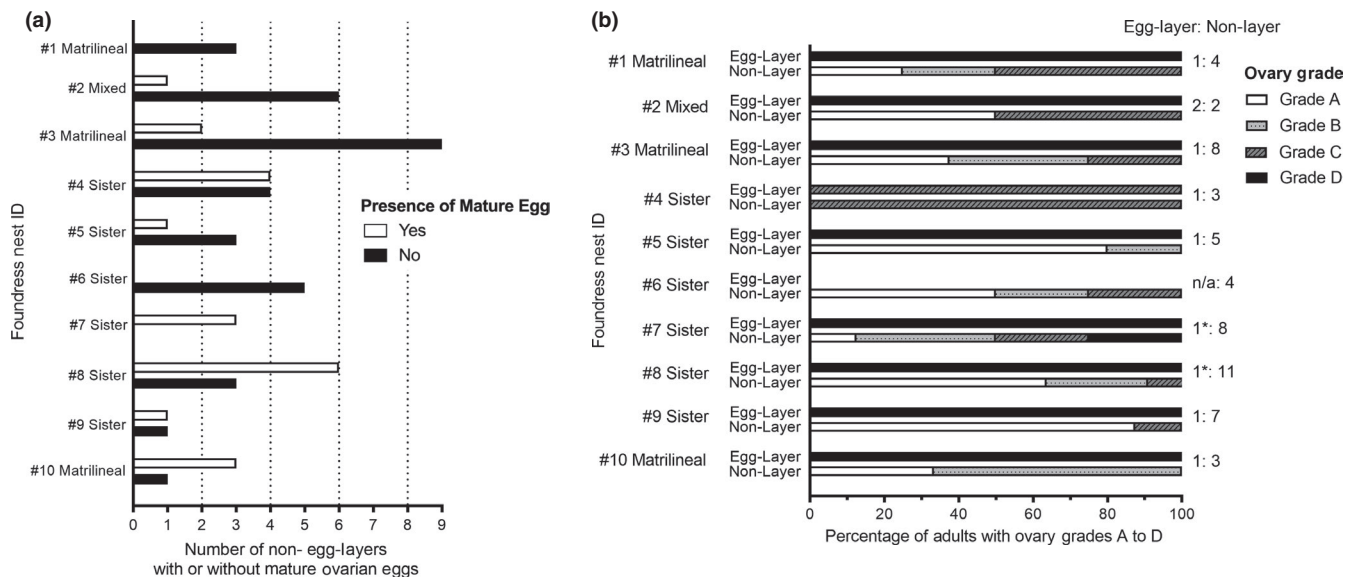 (a)
Foundress nest ID
#1 Matrilineal
#2 Mixed
#3 Matrilineal
#4 Sister
#5 Sister
#6 Sister
#7 Sister
#8 Sister
#9 Sister
#10 Matrilineal
Presence of Mature Egg
Yes
No
0 1 2 3 4 5 6 7 8 9
Number of non- egg-layers
with or without mature ovarian eggs
(b)
Egg-layer: Non-layer
Foundress nest ID
#1 Matrilineal
Egg-Layer
Non-Layer
1: 4
#2 Mixed
Egg-Layer
Non-Layer
2: 2
#3 Matrilineal
Egg-Layer
Non-Layer
1: 8
#4 Sister
Egg-Layer
Non-Layer
1: 3
#5 Sister
Egg-Layer
Non-Layer
1: 5
#6 Sister
Egg-Layer
Non-Layer
n/a: 4
#7 Sister
Egg-Layer
Non-Layer
1*: 8
#8 Sister
Egg-Layer
Non-Layer
1*: 11
#9 Sister
Egg-Layer
Non-Layer
1: 7
#10 Matrilineal
Egg-Layer
Non-Layer
1: 3
0 20 40 60 80 100
Percentage of adults with ovary grades A to D
Ovary grade
Grade A
Grade B
Grade C
Grade D